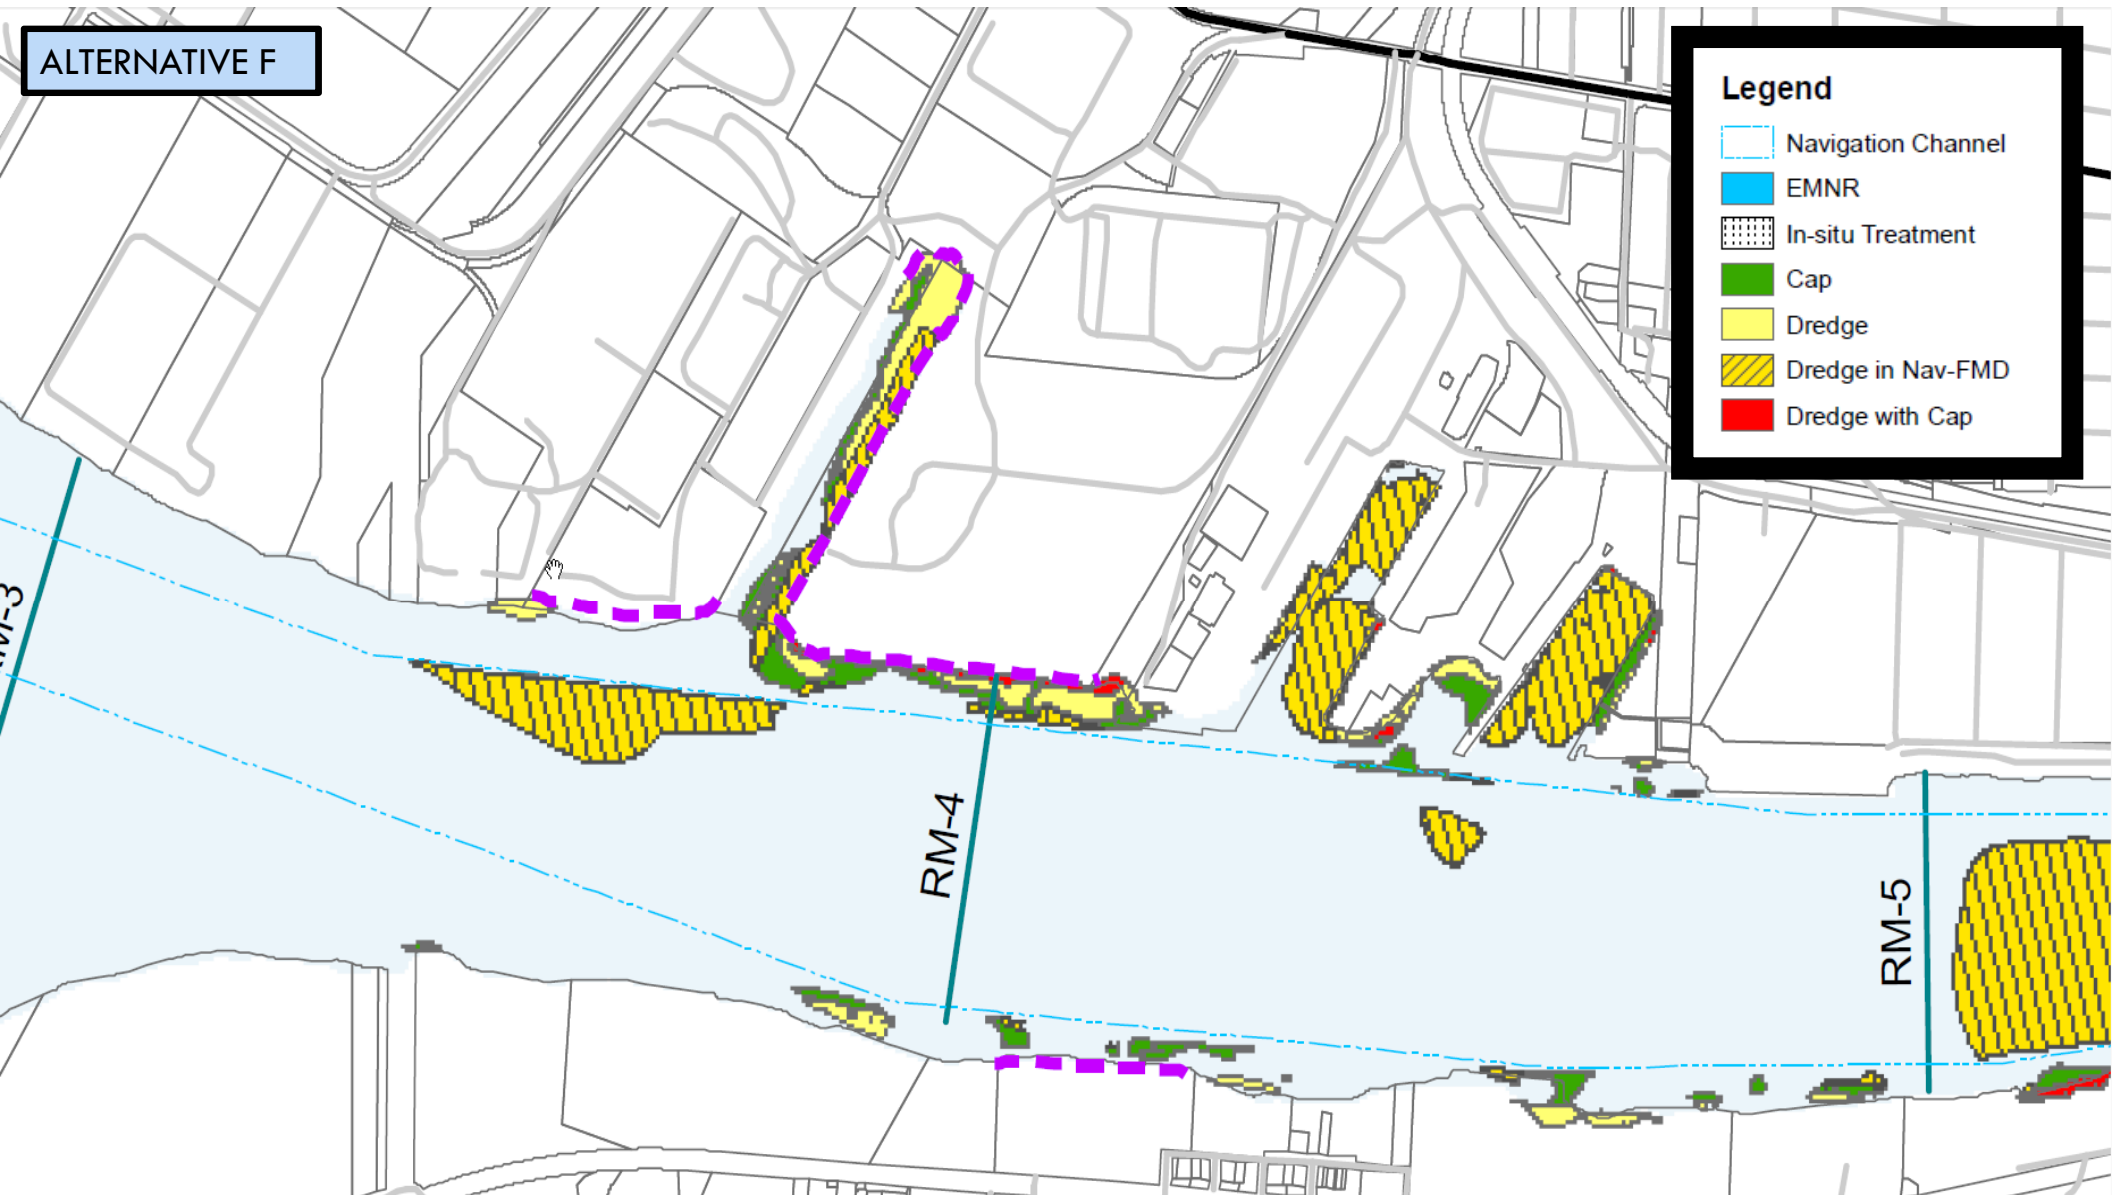 ALTERNATIVE F
Legend
Navigation Channel
EMNR
In-situ Treatment
Cap
Dredge
Dredge in Nav-FMD
Dredge with Cap
RM-4
RM-5